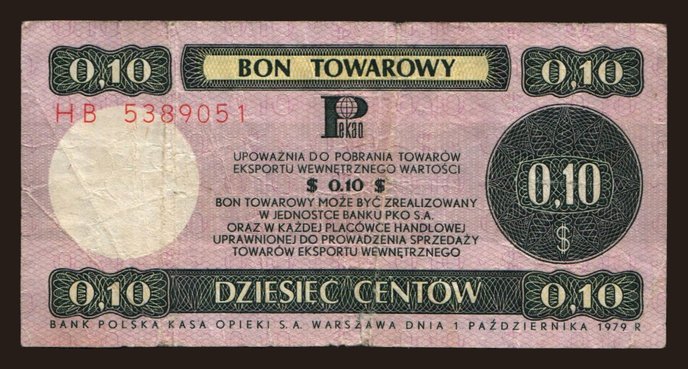 0,10 BON TOWAROWY 0,10
HB 5389051
Pekao
UPOWAŻNIA DO POBRANIA TOWARÓW
EKSPORTU WEWNĘTRZNEGO WARTOŚCI
$ 0.10 $
BON TOWAROWY MOŻE BYĆ ZREALIZOWANY
W JEDNOSTCE BANKU PKO S.A.
ORAZ W KAŻDEJ PLACÓWCE HANDLOWEJ
UPRAWNIONEJ DO PROWADZENIA SPRZEDAŻY
TOWARÓW EKSPORTU WEWNĘTRZNEGO
0,10
$
0,10 DZIESIĘC CENTÓW 0,10
BANK POLSKA KASA OPIEKI S.A. WARSZAWA DNIA 1 PAŹDZIERNIKA 1979 R